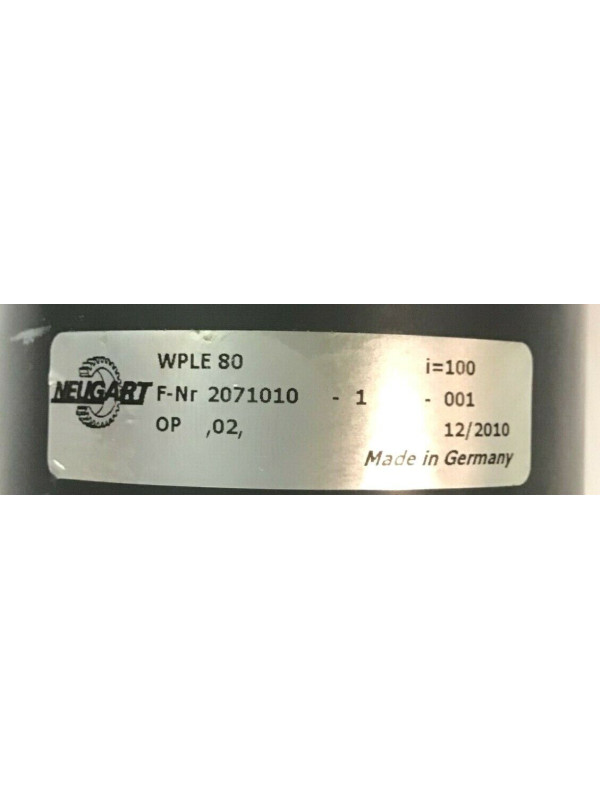 WPLE 80 i=100
NEUGART F-Nr 2071010 - 1 - 001
OP ,02, 12/2010
Made in Germany